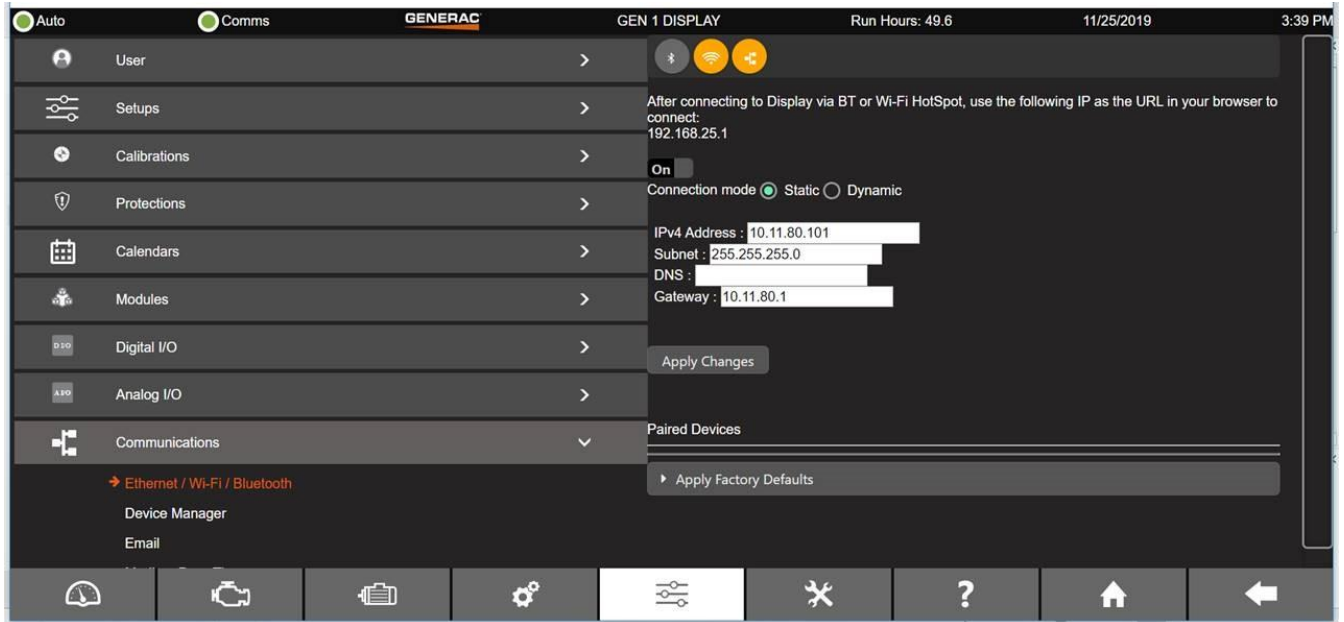 Auto Comms GENERAC GEN 1 DISPLAY Run Hours: 49.6 11/25/2019 3:39 PM
User
Setups
Calibrations
Protections
Calendars
Modules
DIO Digital I/O
AIO Analog I/O
Communications
Ethernet / Wi-Fi / Bluetooth
Device Manager
Email
After connecting to Display via BT or Wi-Fi HotSpot, use the following IP as the URL in your browser to
connect:
192.168.25.1
On
Connection mode Static Dynamic
IPv4 Address : 10.11.80.101
Subnet : 255.255.255.0
DNS :
Gateway : 10.11.80.1
Apply Changes
Paired Devices
Apply Factory Defaults
?